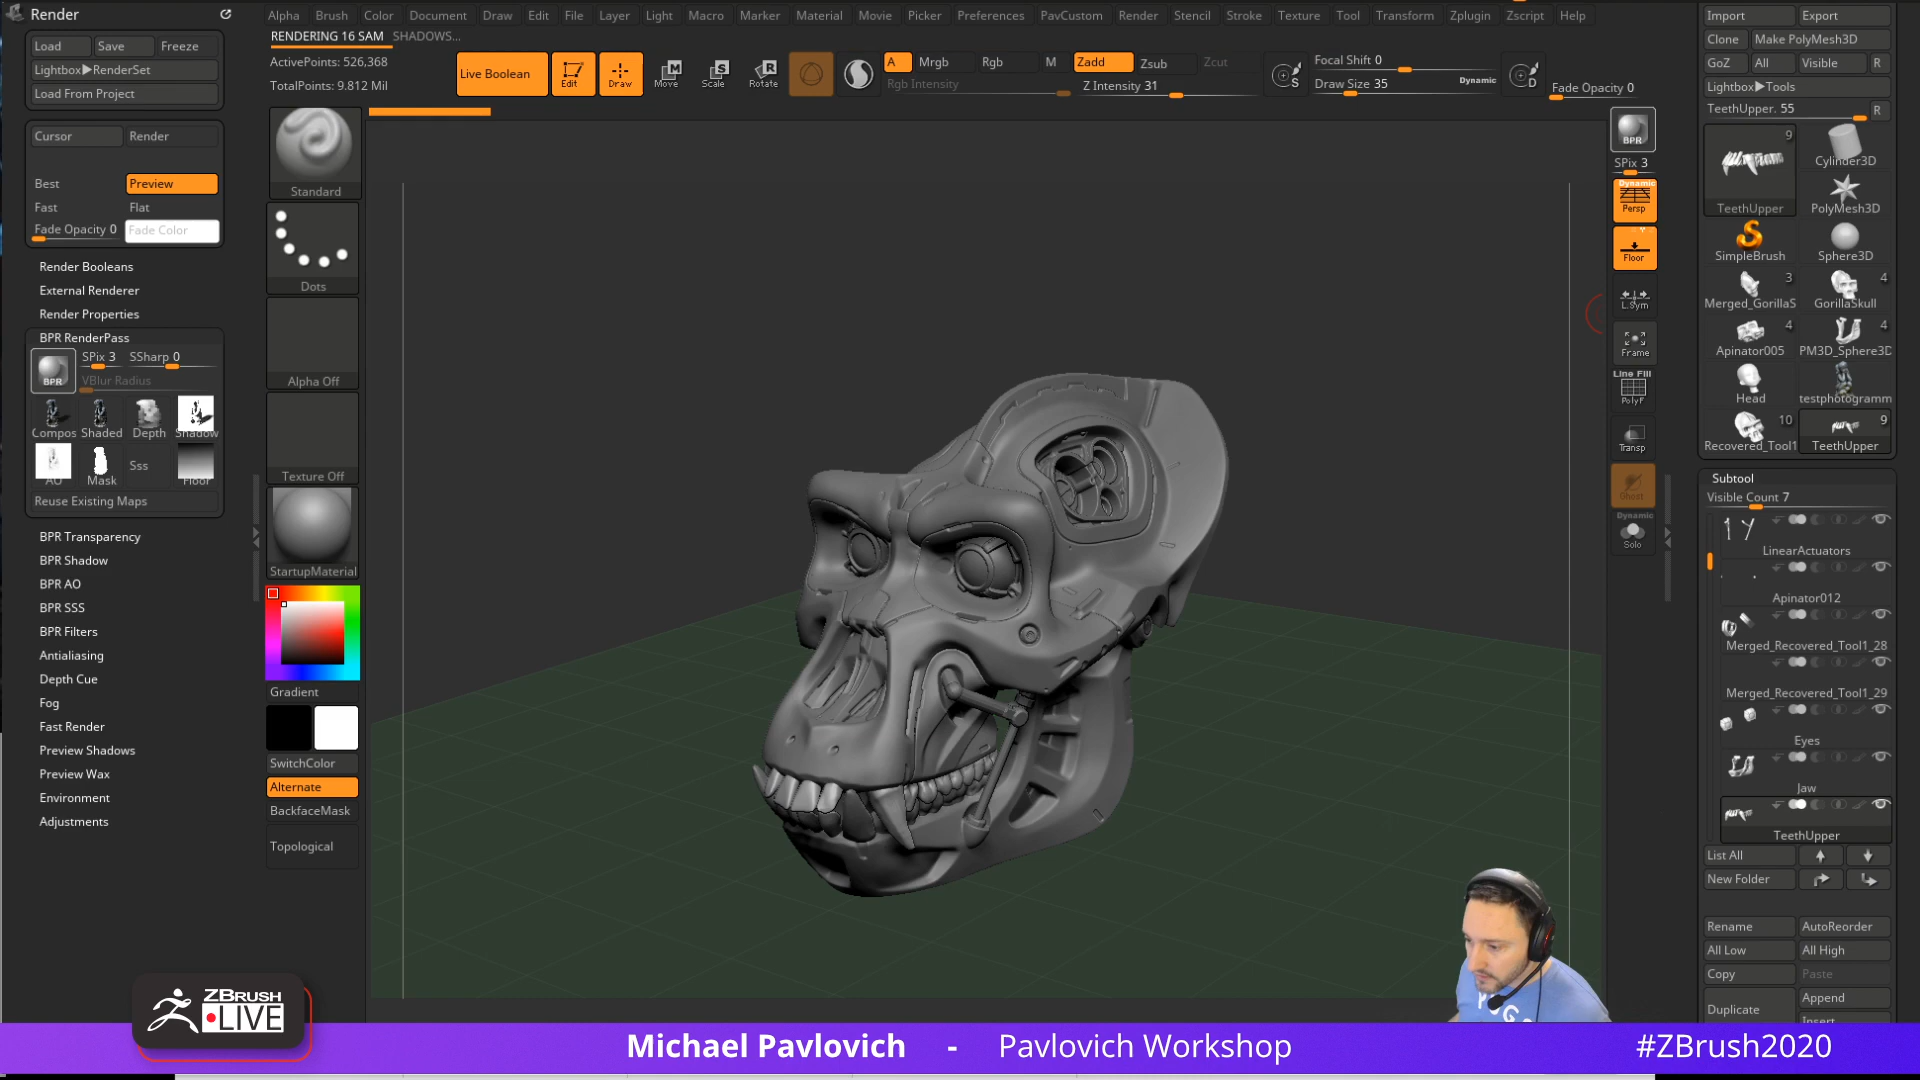 Render
Alpha Brush Color Document Draw Edit File Layer Light Macro Marker Material Movie Picker Preferences PavCustom Render Stencil Stroke Texture Tool Transform Zplugin Zscript Help
RENDERING 16 SAM SHADOWS...
Load Save Freeze
Lightbox▶RenderSet
Load From Project
Cursor Render
Best Preview
Fast Flat
Fade Opacity 0 Fade Color
Render Booleans
External Renderer
Render Properties
BPR RenderPass
BPR SPix 3 SSharp 0
VBlur Radius
Compos Shaded Depth Shadow
AO Mask Sss Floor
Reuse Existing Maps
BPR Transparency
BPR Shadow
BPR AO
BPR SSS
BPR Filters
Antialiasing
Depth Cue
Fog
Fast Render
Preview Shadows
Preview Wax
Environment
Adjustments
ActivePoints: 526,368
TotalPoints: 9.812 Mil
Live Boolean Edit Draw Move Scale Rotate
M S R
A Mrgb Rgb M Zadd Zsub Zcut
Rgb Intensity Z Intensity 31
S Focal Shift 0
Draw Size 35 Dynamic
D Fade Opacity 0
Standard
Dots
Alpha Off
Texture Off
StartupMaterial
Gradient
SwitchColor
Alternate
BackfaceMask
Topological
BPR
SPix 3
Dynamic
Persp
Floor
L.Sym
Frame
Line Fill
PolyF
Transp
Ghost
Dynamic
Solo
Import Export
Clone Make PolyMesh3D
GoZ All Visible R
Lightbox▶Tools
TeethUpper. 55 R
9
TeethUpper
Cylinder3D
PolyMesh3D
SimpleBrush Sphere3D
3 4
Merged_GorillaS GorillaSkull
4 4
Apinator005 PM3D_Sphere3D
Head testphotogramm
10 9
Recovered_Tool1 TeethUpper
Subtool
Visible Count 7
LinearActuators
Apinator012
Merged_Recovered_Tool1_28
Merged_Recovered_Tool1_29
Eyes
Jaw
TeethUpper
List All
New Folder
Rename AutoReorder
All Low All High
Copy Paste
Duplicate Append
Insert
ZBRUSH
LIVE
Michael Pavlovich - Pavlovich Workshop
#ZBrush2020